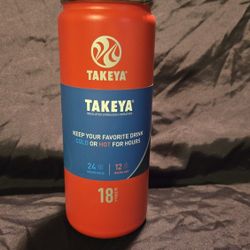 TAKEYA®
TAKEYA®
KEEP YOUR FAVORITE DRINK
COLD OR HOT FOR HOURS
24
12
18